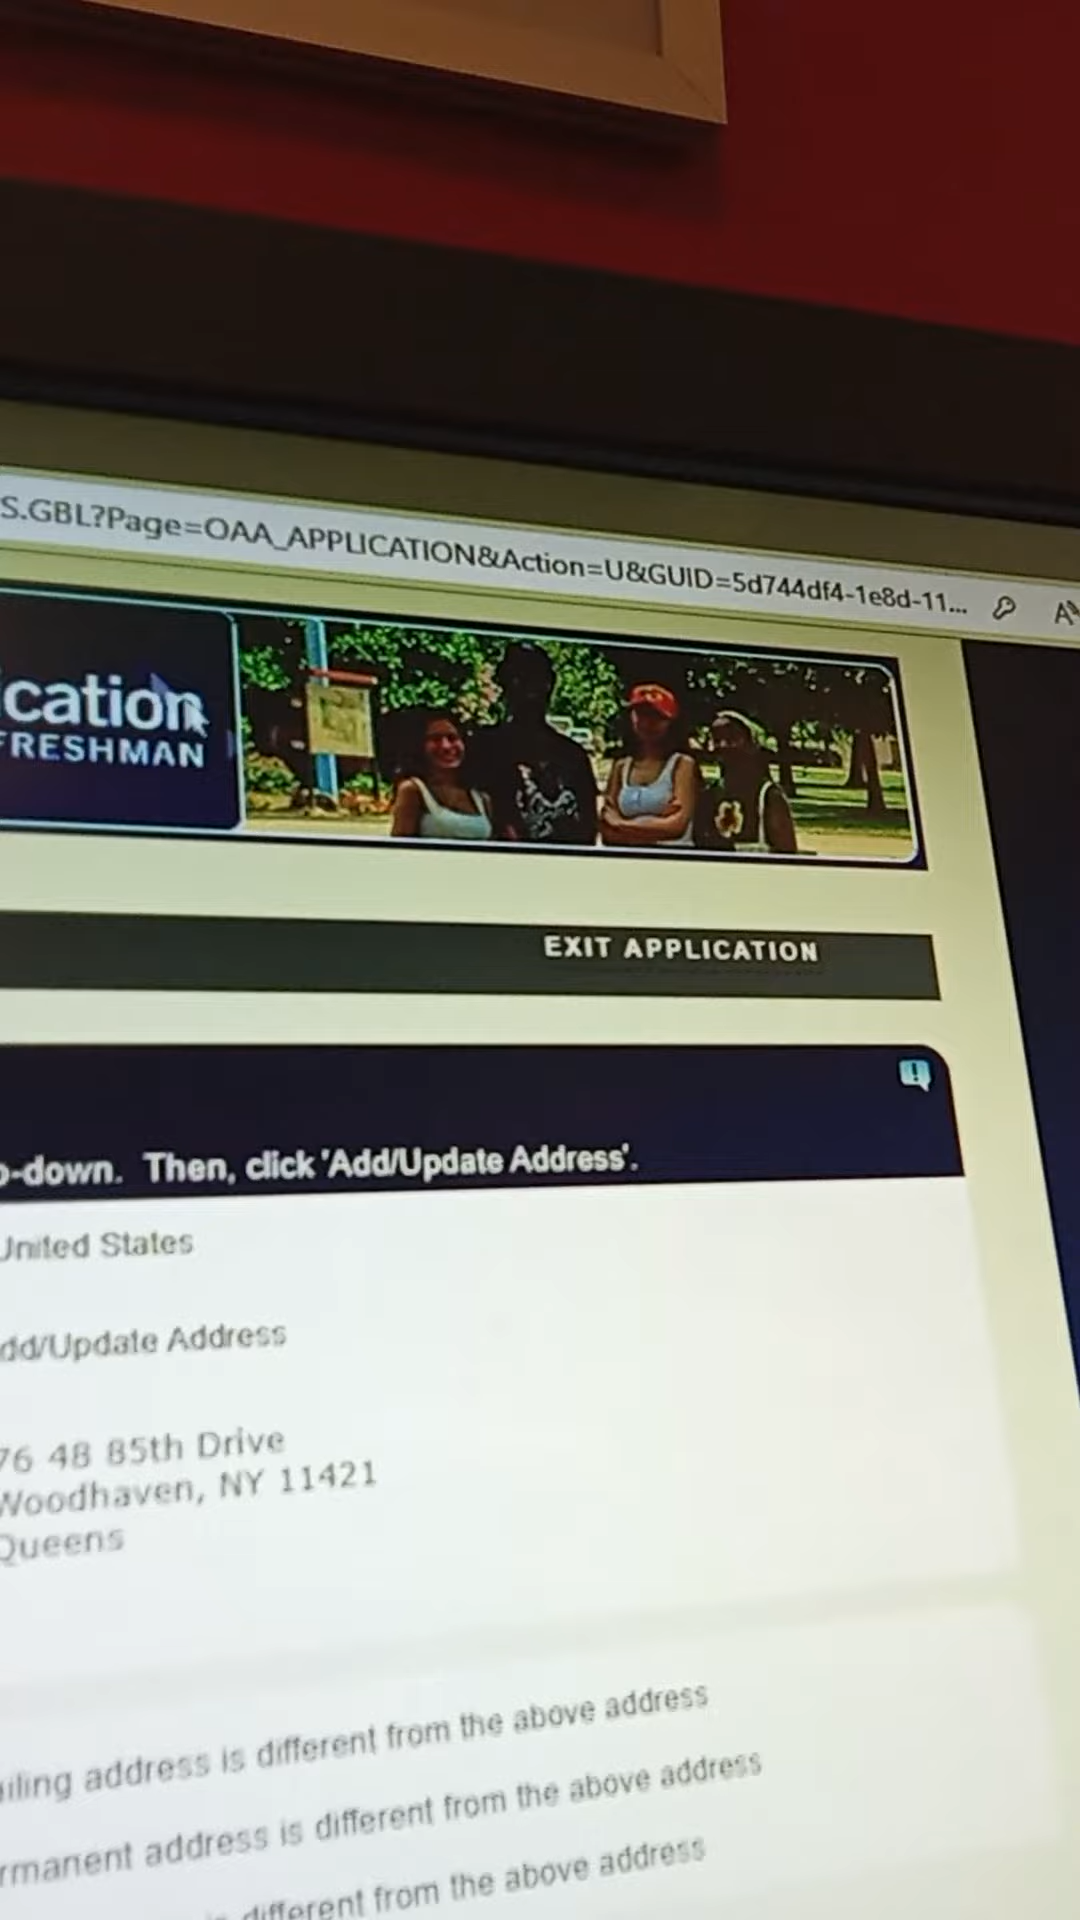 S.GBL?Page=OAA_APPLICATION&Action=U&GUID=5d744df4-1e8d-11...
cation
FRESHMAN
EXIT APPLICATION
-down. Then, click 'Add/Update Address'.
United States
dd/Update Address
76 48 85th Drive
Woodhaven, NY 11421
Queens
iling address is different from the above address
rmanent address is different from the above address
different from the above address